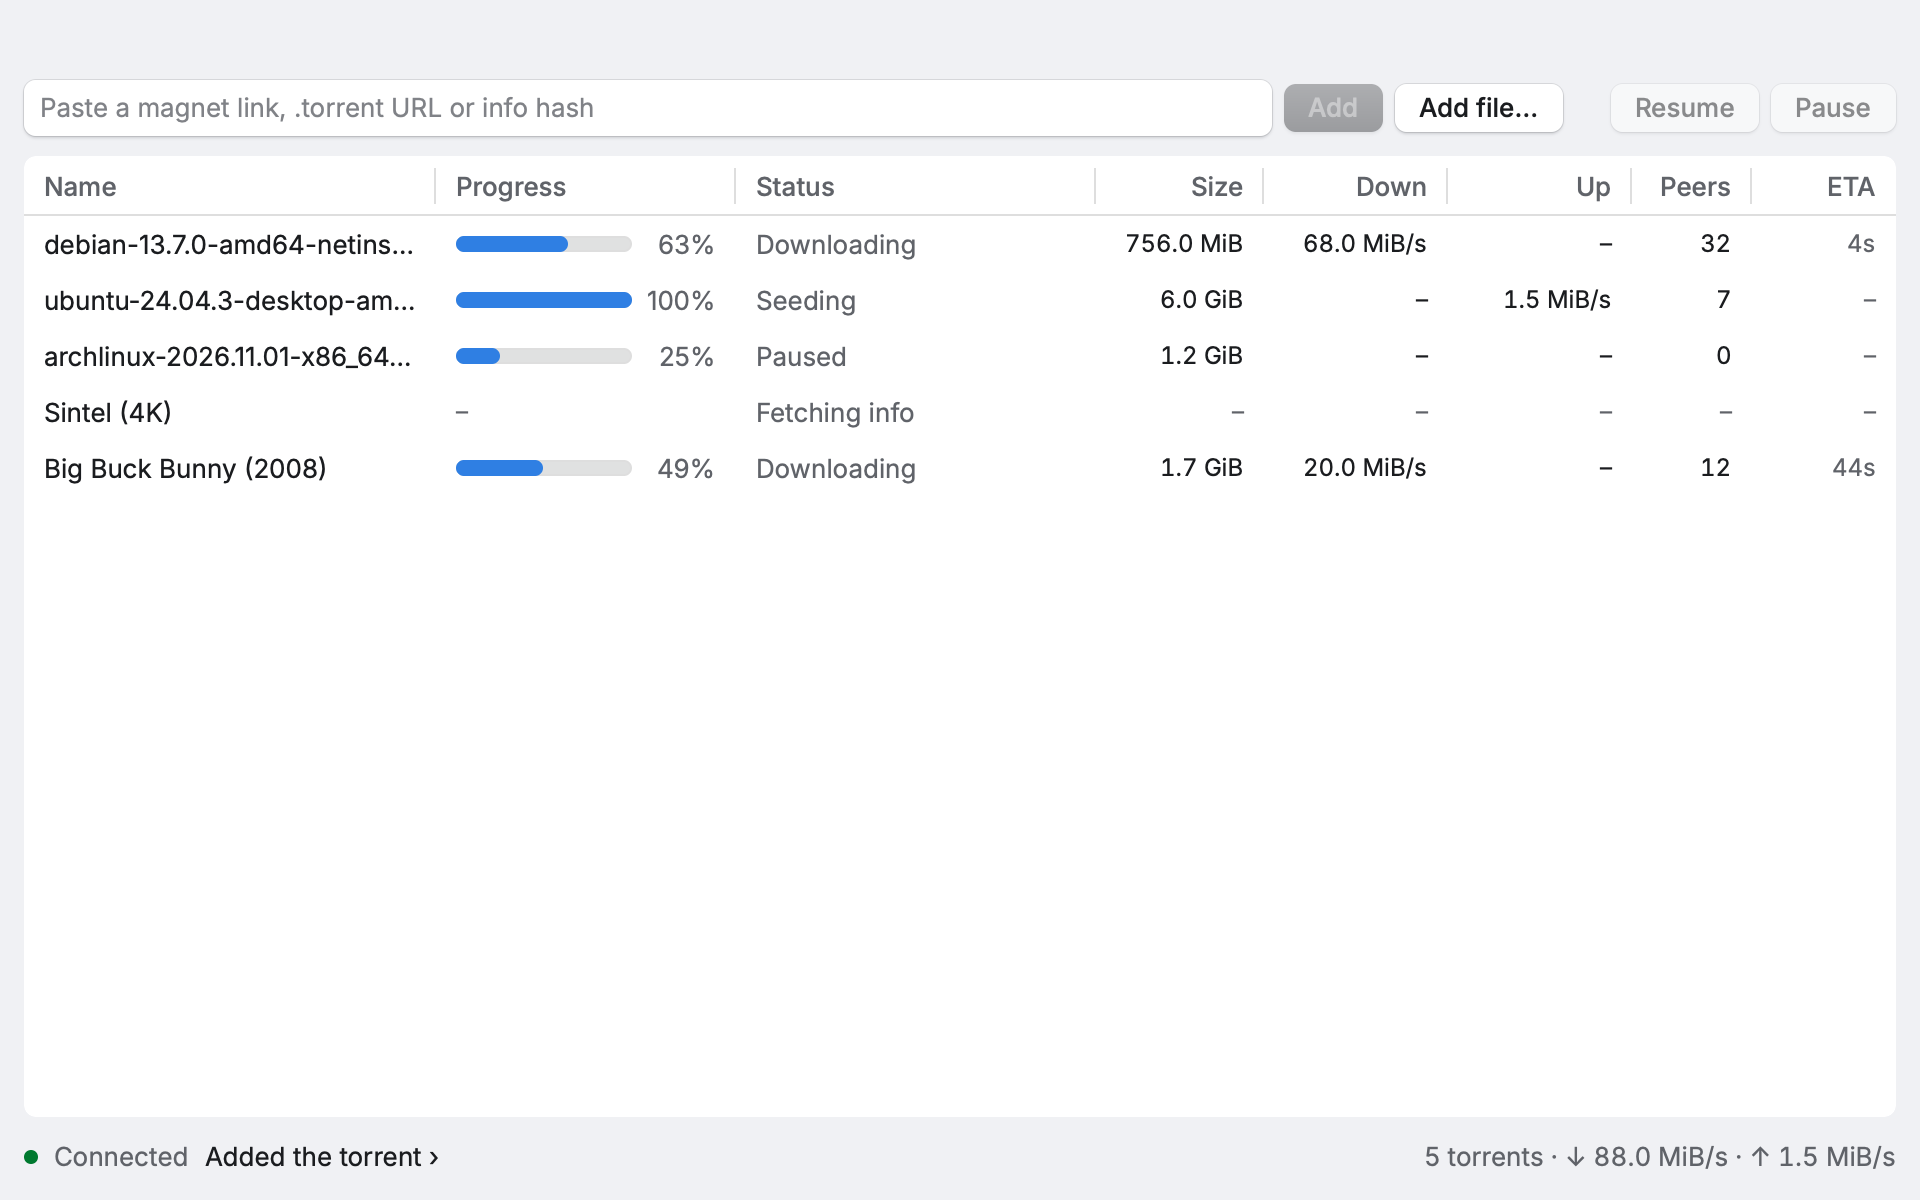 Paste a magnet link, .torrent URL or info hash Add Add file... Resume Pause
Name Progress Status Size Down Up Peers ETA
debian-13.7.0-amd64-netins... 63% Downloading 756.0 MiB 68.0 MiB/s – 32 4s
ubuntu-24.04.3-desktop-am... 100% Seeding 6.0 GiB – 1.5 MiB/s 7 –
archlinux-2026.11.01-x86_64... 25% Paused 1.2 GiB – – 0 –
Sintel (4K) – Fetching info – – – – –
Big Buck Bunny (2008) 49% Downloading 1.7 GiB 20.0 MiB/s – 12 44s
Connected Added the torrent › 5 torrents · ↓ 88.0 MiB/s · ↑ 1.5 MiB/s